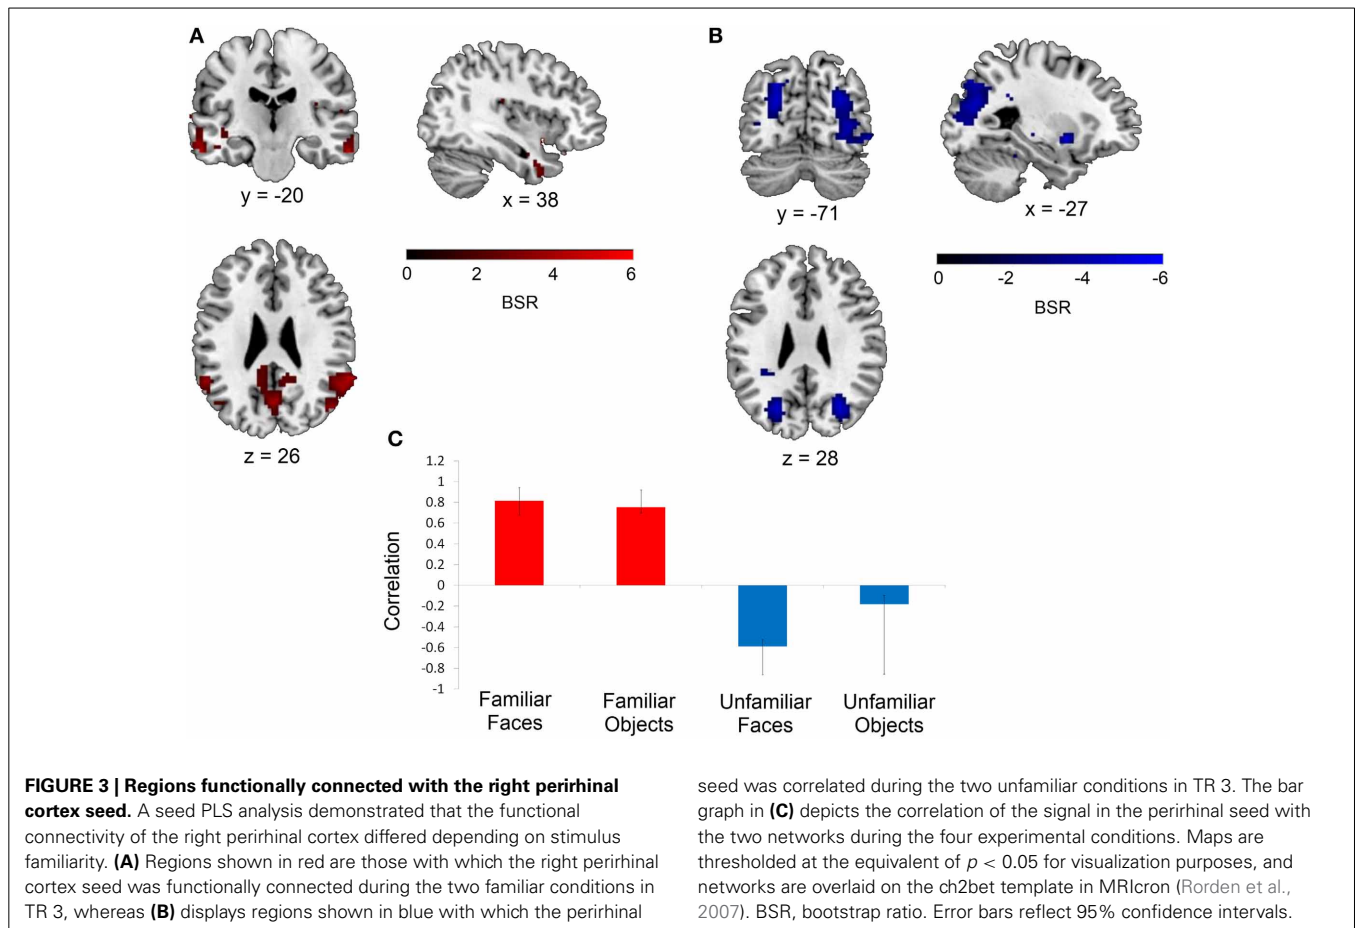 A
B
y = -20
x = 38
y = -71
x = -27
0 2 4 6
BSR
0 -2 -4 -6
BSR
z = 26
z = 28
C
1.2
1
0.8
0.6
0.4
0.2
0
-0.2
-0.4
-0.6
-0.8
-1
Correlation
Familiar Faces
Familiar Objects
Unfamiliar Faces
Unfamiliar Objects
FIGURE 3 | Regions functionally connected with the right perirhinal
cortex seed. A seed PLS analysis demonstrated that the functional
connectivity of the right perirhinal cortex differed depending on stimulus
familiarity. (A) Regions shown in red are those with which the right perirhinal
cortex seed was functionally connected during the two familiar conditions in
TR 3, whereas (B) displays regions shown in blue with which the perirhinal
seed was correlated during the two unfamiliar conditions in TR 3. The bar
graph in (C) depicts the correlation of the signal in the perirhinal seed with
the two networks during the four experimental conditions. Maps are
thresholded at the equivalent of p < 0.05 for visualization purposes, and
networks are overlaid on the ch2bet template in MRIcron (Rorden et al.,
2007). BSR, bootstrap ratio. Error bars reflect 95% confidence intervals.